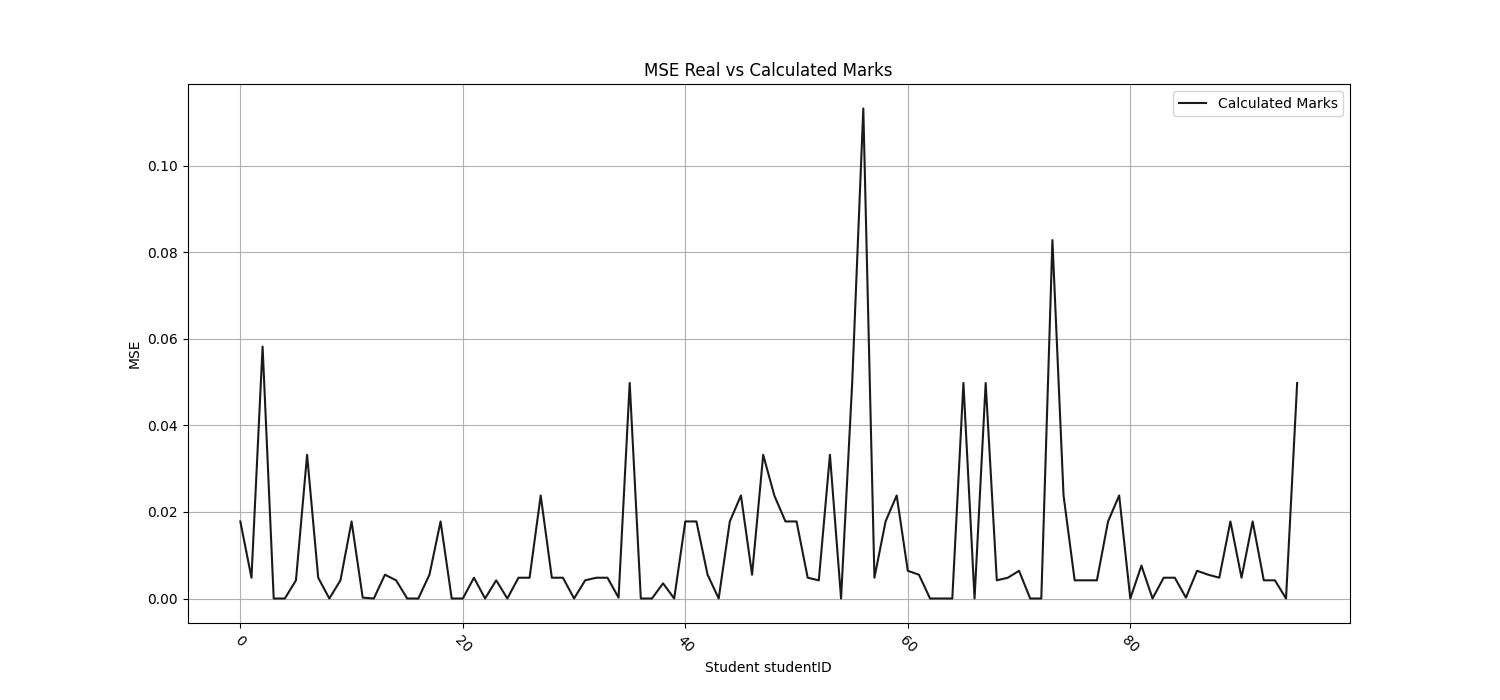 MSE Real vs Calculated Marks
Calculated Marks
0.10
0.08
0.06
0.04
0.02
0.00
MSE
0 20 40 60 80
Student studentID